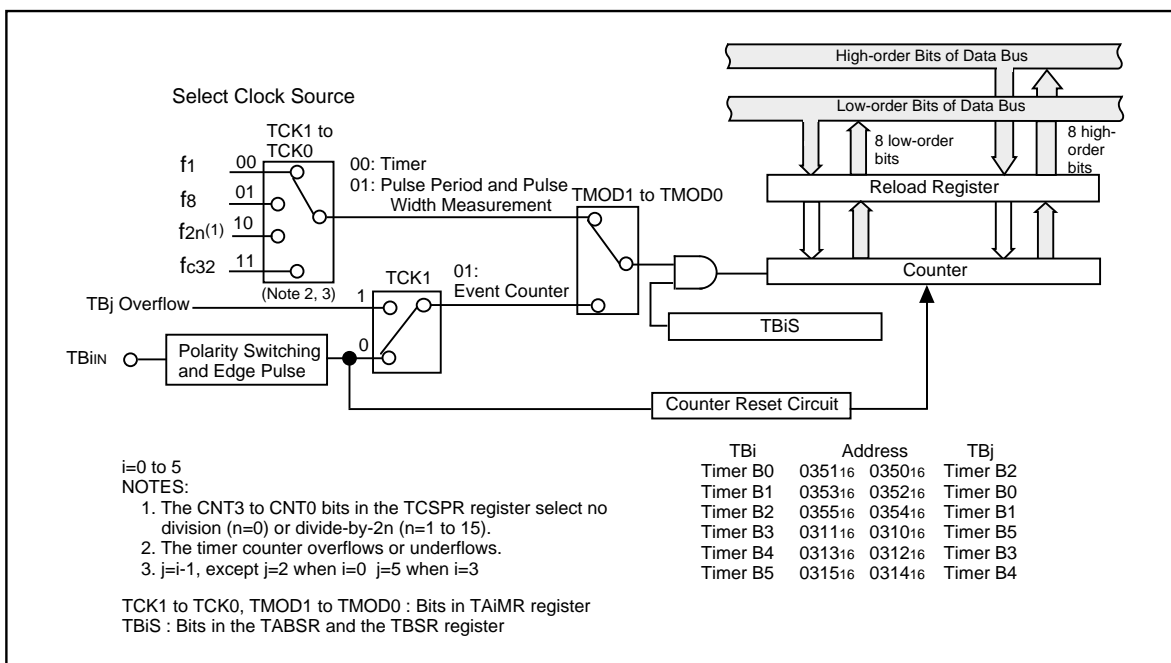 High-order Bits of Data Bus
Low-order Bits of Data Bus
8 low-order
bits
8 high-
order
bits
Reload Register
Counter
Select Clock Source
TCK1 to
TCK0
f1 00
f8 01
f2n(1) 10
fC32 11
(Note 2, 3)
00: Timer
01: Pulse Period and Pulse
Width Measurement
TMOD1 to TMOD0
TCK1
01:
Event Counter
TBj Overflow 1
0
TBiIN
Polarity Switching
and Edge Pulse
TBiS
Counter Reset Circuit
i=0 to 5
NOTES:
1. The CNT3 to CNT0 bits in the TCSPR register select no
division (n=0) or divide-by-2n (n=1 to 15).
2. The timer counter overflows or underflows.
3. j=i-1, except j=2 when i=0 j=5 when i=3
TCK1 to TCK0, TMOD1 to TMOD0 : Bits in TAiMR register
TBiS : Bits in the TABSR and the TBSR register
TBi Address TBj
Timer B0 035116 035016 Timer B2
Timer B1 035316 035216 Timer B0
Timer B2 035516 035416 Timer B1
Timer B3 031116 031016 Timer B5
Timer B4 031316 031216 Timer B3
Timer B5 031516 031416 Timer B4